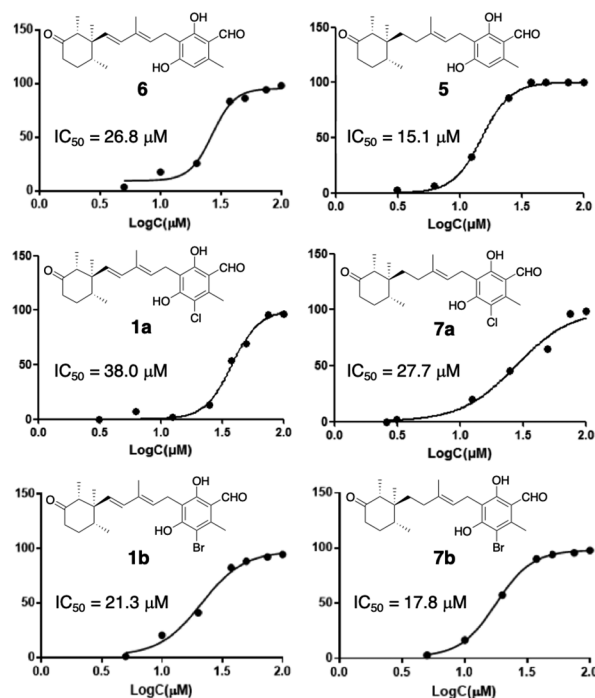 O
OH
CHO
HO
6
IC50 = 26.8 μM
150
100
50
0
0.0 0.5 1.0 1.5 2.0
LogC(μM)
O
OH
CHO
HO
5
IC50 = 15.1 μM
150
100
50
0
0.0 0.5 1.0 1.5 2.0
LogC(μM)
O
OH
CHO
HO
Cl
1a
IC50 = 38.0 μM
150
100
50
0
0.0 0.5 1.0 1.5 2.0
LogC(μM)
O
OH
CHO
HO
Cl
7a
IC50 = 27.7 μM
150
100
50
0
0.0 0.5 1.0 1.5 2.0
LogC(μM)
O
OH
CHO
HO
Br
1b
IC50 = 21.3 μM
150
100
50
0
0.0 0.5 1.0 1.5 2.0
LogC(μM)
O
OH
CHO
HO
Br
7b
IC50 = 17.8 μM
150
100
50
0
0.0 0.5 1.0 1.5 2.0
LogC(μM)